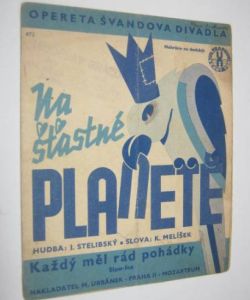 OPERETA ŠVANDOVA DIVADLA
672
Na
šťastné
PLANETĚ
HUDBA: J. STELIBSKÝ • SLOVA: K. MELÍŠEK
Každý měl rád pohádky
Slow-fox
NAKLADATEL M. URBÁNEK - PRAHA II - MOZARTEUM